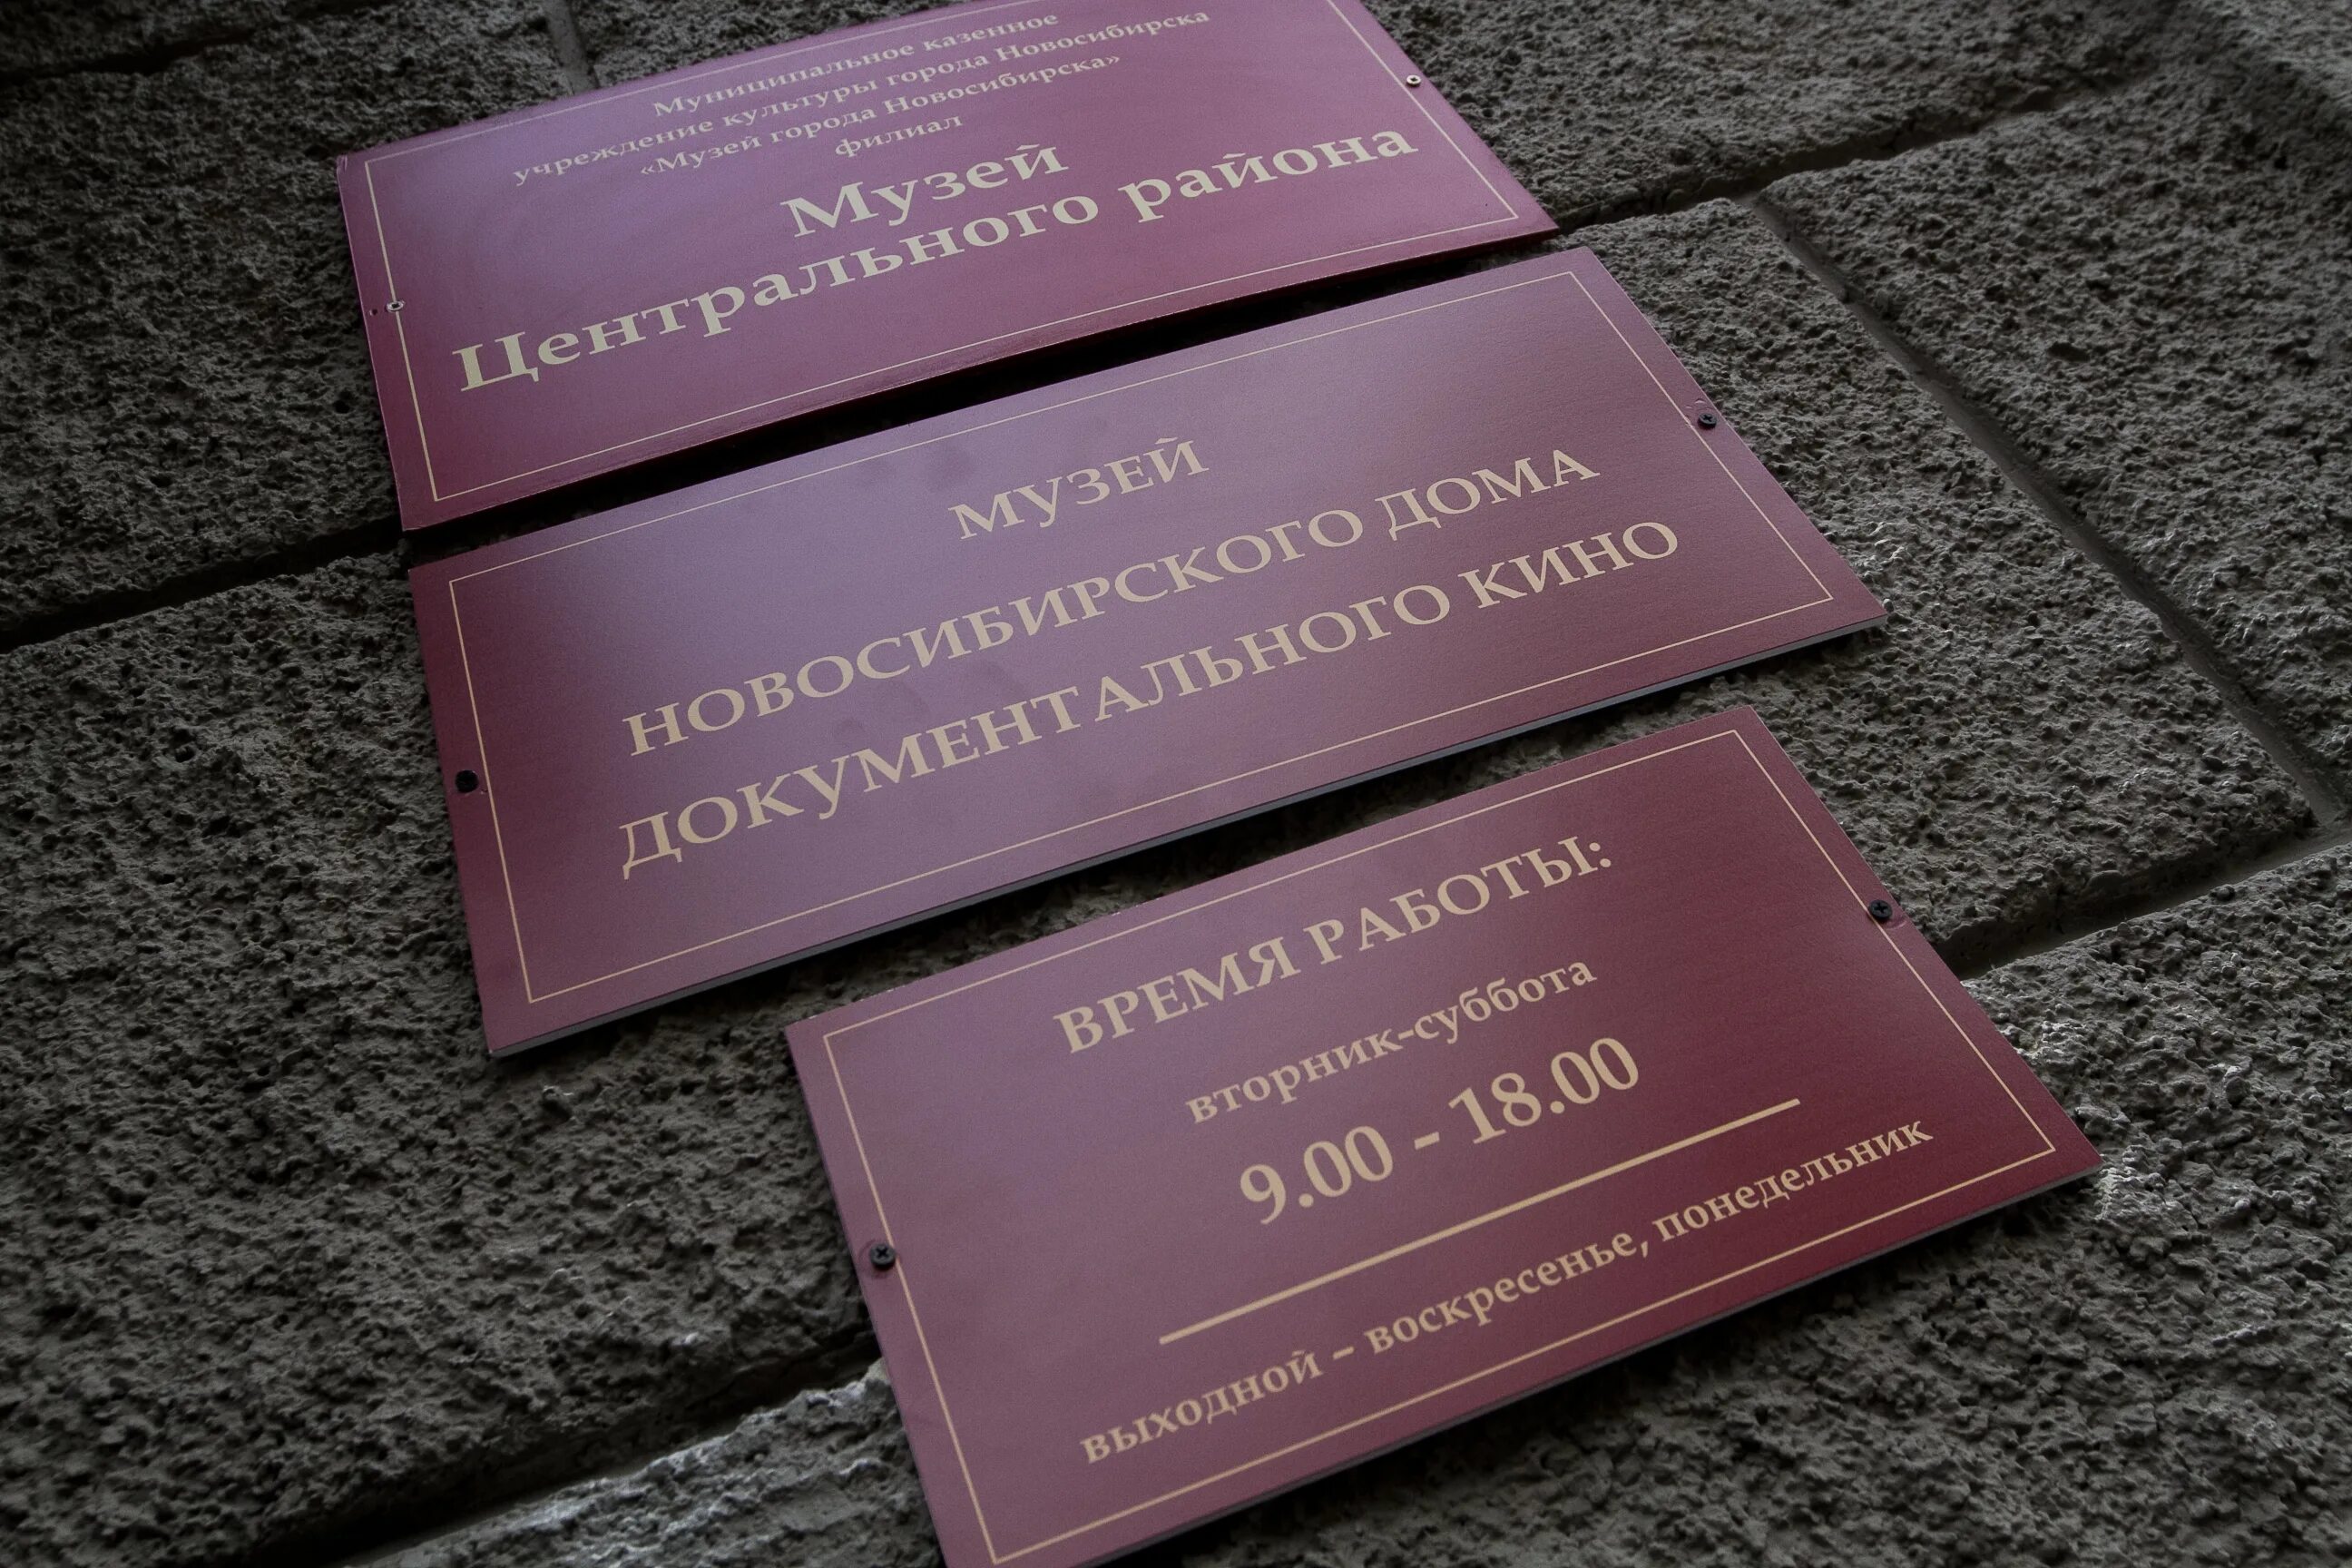 Муниципальное казенное
учреждение культуры города Новосибирска
«Музей города Новосибирска»
филиал
Музей
Центрального района
МУЗЕЙ
НОВОСИБИРСКОГО ДОМА
ДОКУМЕНТАЛЬНОГО КИНО
ВРЕМЯ РАБОТЫ:
вторник-суббота
9.00 - 18.00
выходной – воскресенье, понедельник